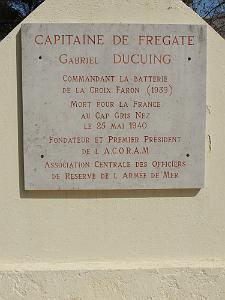 CAPITAINE DE FREGATE
GABRIEL DUCUING
COMMANDANT LA BATTERIE
DE LA CROIX FARON (1939)
MORT POUR LA FRANCE
AU CAP GRIS NEZ
LE 25 MAI 1940
FONDATEUR ET PREMIER PRESIDENT
DE L'A.C.O.R.A.M
ASSOCIATION CENTRALE DES OFFICIERS
DE RESERVE DE L'ARMEE DE MER